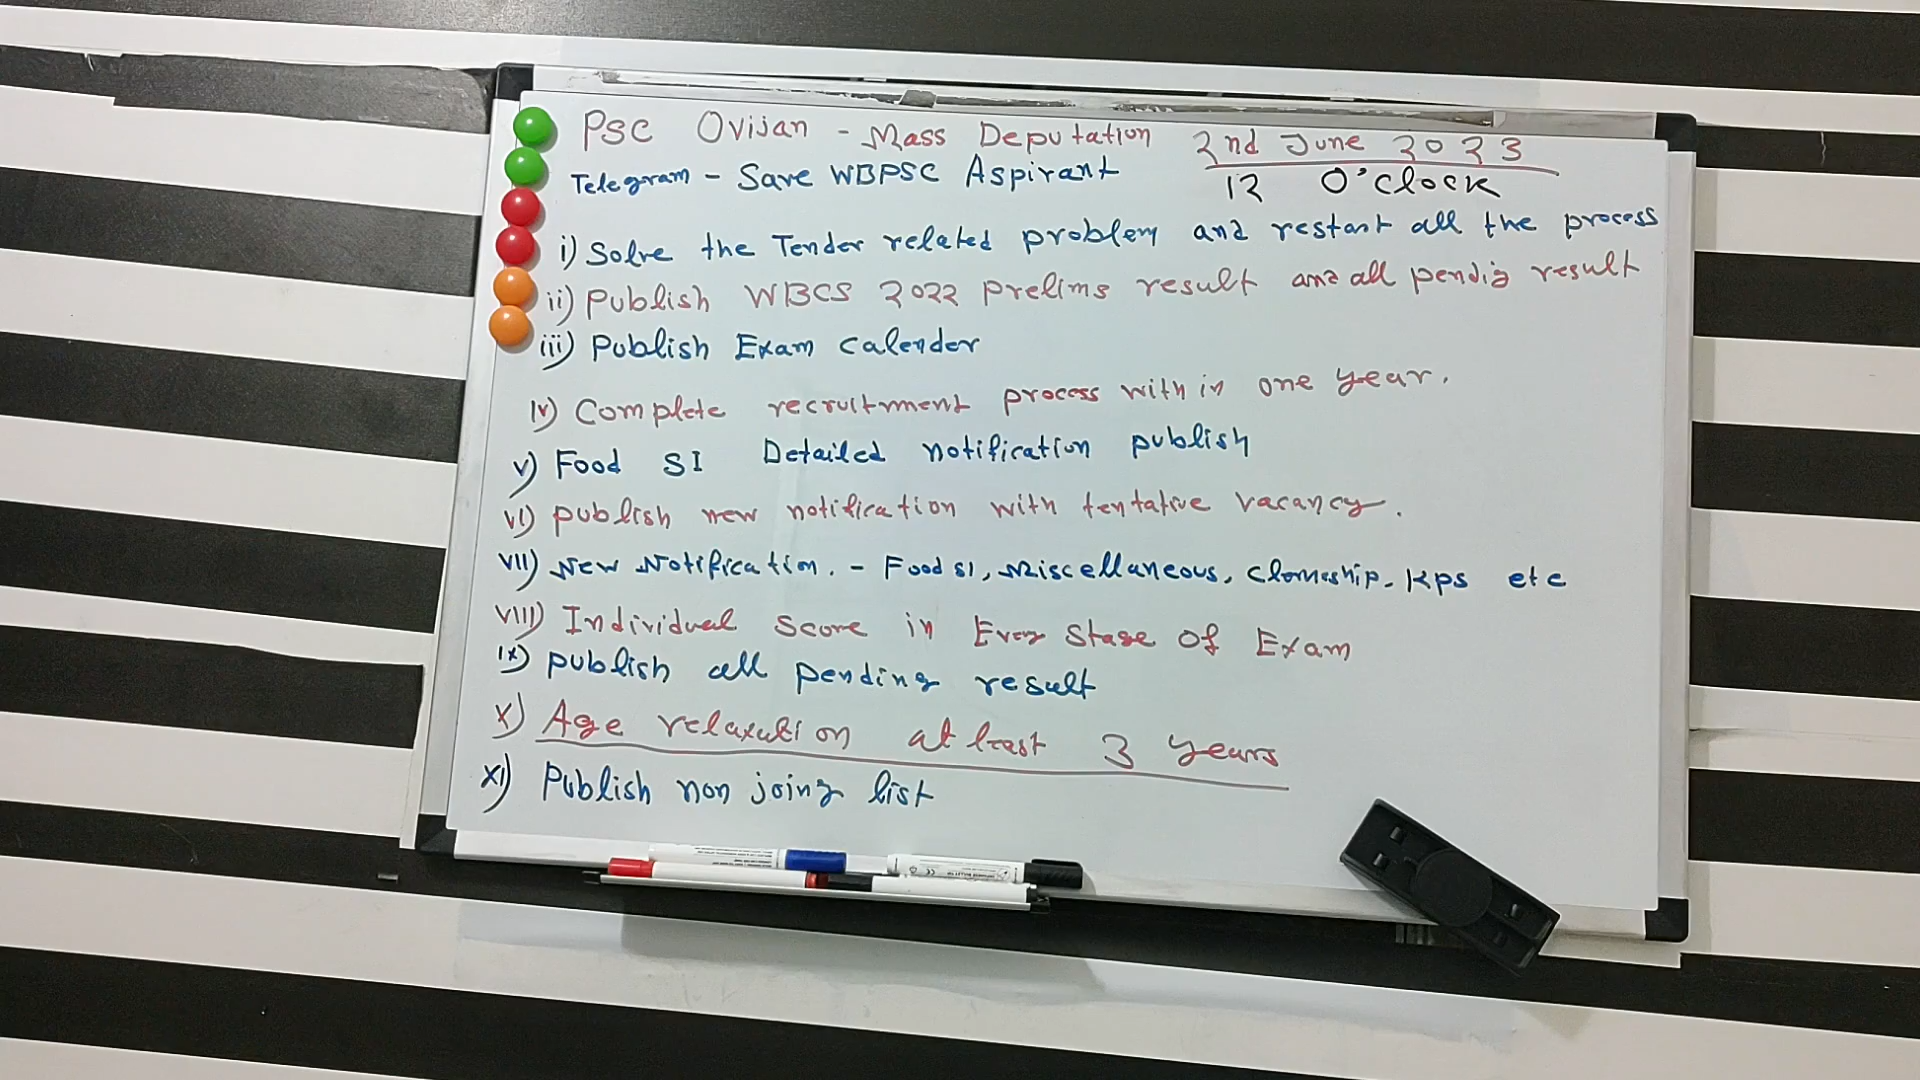 PSC Ovijan - Mass Deputation 2nd June 2023
Telegram - Save WBPSC Aspirant 12 O'clock
i) Solve the Tender related problem and restart all the process
ii) Publish WBCS 2022 Prelims result and all pendig result
iii) Publish Exam Calender
iv) Complete recruitment process with in one year.
v) Food SI Detailed notification publish
vi) publish new notification with tentative vacancy.
vii) New Notification. - Food SI, Miscellaneous, Clerkship, KPS etc
viii) Individual Score in Every Stage Of Exam
ix) publish all pending result
x) Age relaxation at least 3 years
xi) Publish non joing list